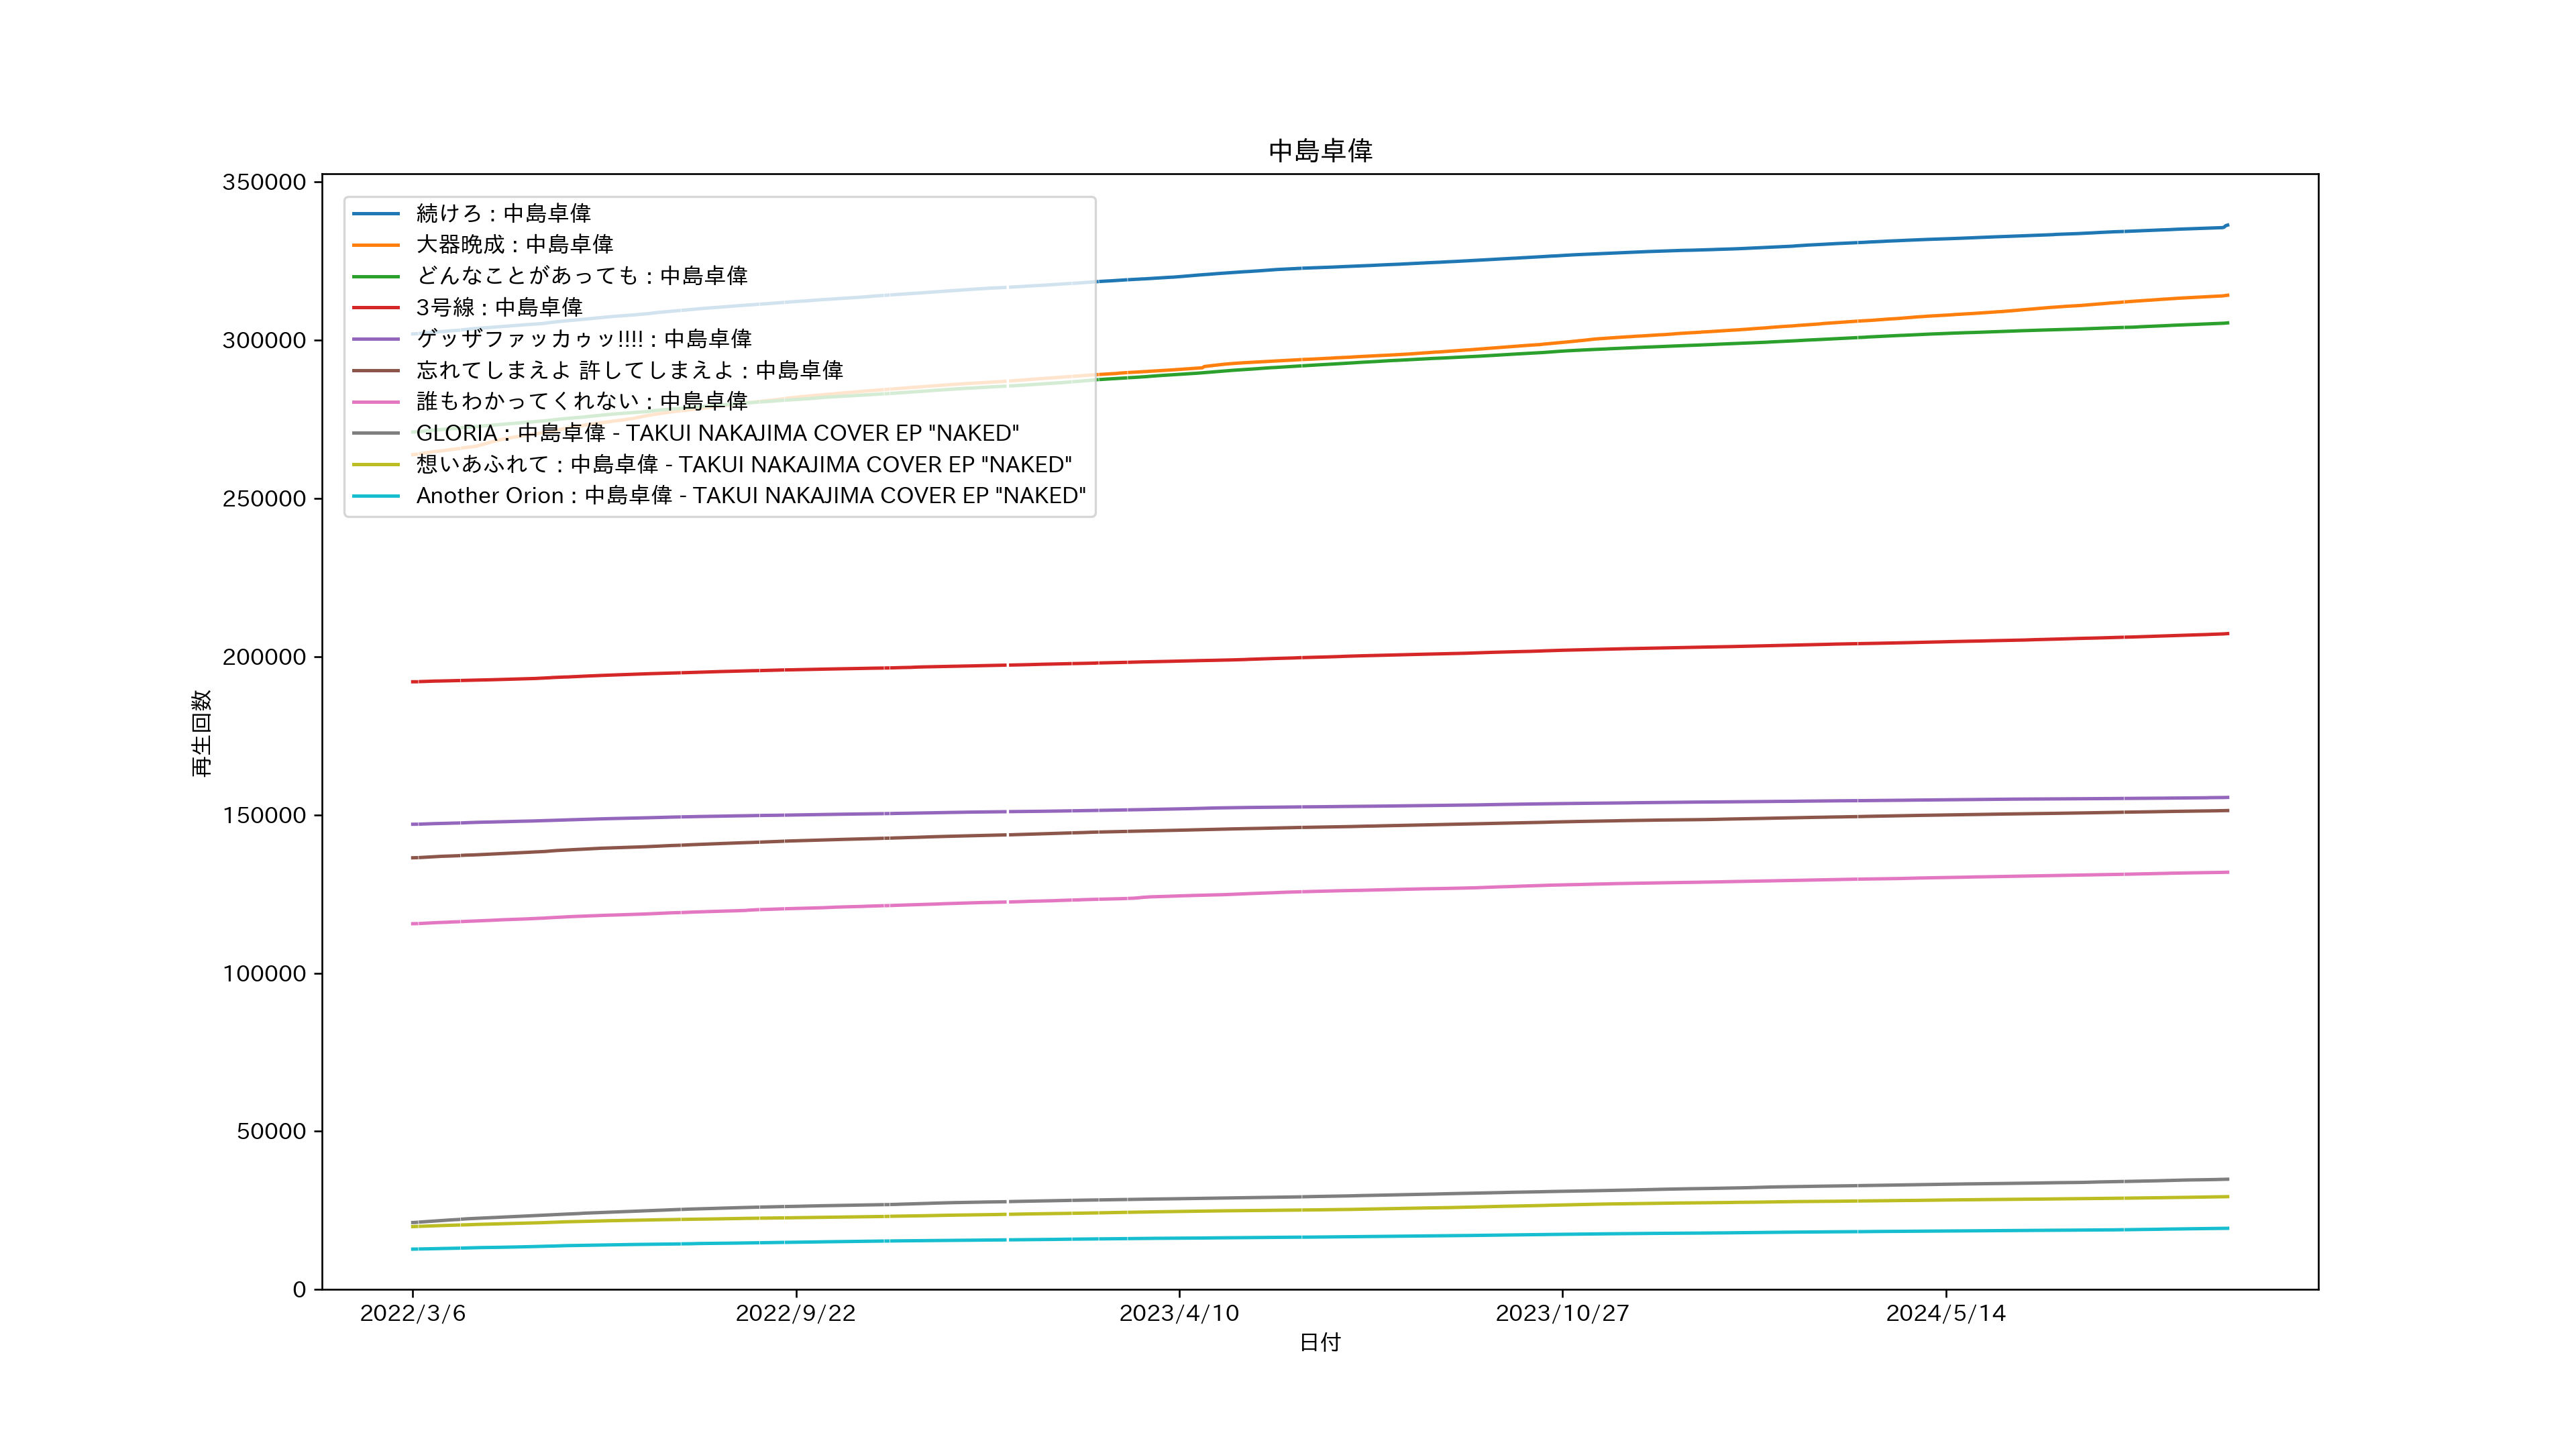 中島卓偉
350000
300000
250000
200000
150000
100000
50000
0
再生回数
続けろ : 中島卓偉
大器晩成 : 中島卓偉
どんなことがあっても : 中島卓偉
3号線 : 中島卓偉
ゲッザファッカゥッ!!!! : 中島卓偉
忘れてしまえよ 許してしまえよ : 中島卓偉
誰もわかってくれない : 中島卓偉
GLORIA : 中島卓偉 - TAKUI NAKAJIMA COVER EP "NAKED"
想いあふれて : 中島卓偉 - TAKUI NAKAJIMA COVER EP "NAKED"
Another Orion : 中島卓偉 - TAKUI NAKAJIMA COVER EP "NAKED"
2022/3/6
2022/9/22
2023/4/10
2023/10/27
2024/5/14
日付